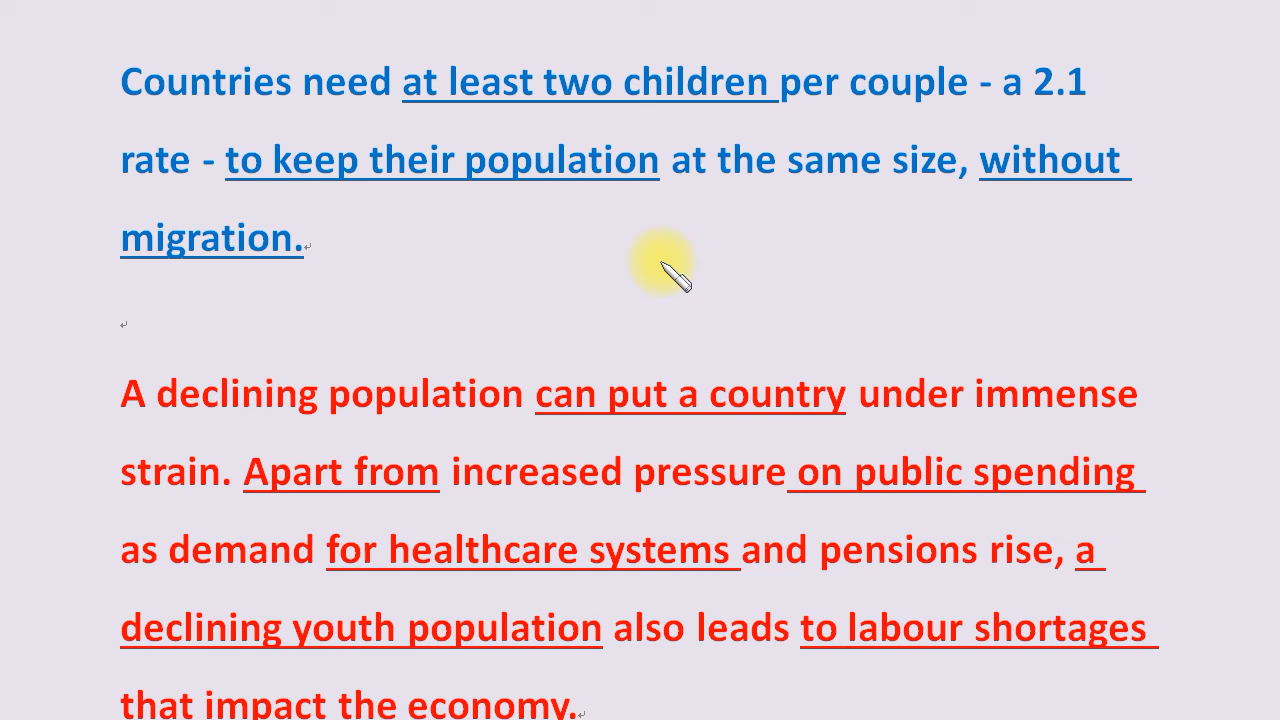 Countries need at least two children per couple - a 2.1
rate - to keep their population at the same size, without
migration.
A declining population can put a country under immense
strain. Apart from increased pressure on public spending
as demand for healthcare systems and pensions rise, a
declining youth population also leads to labour shortages
that impact the economy.